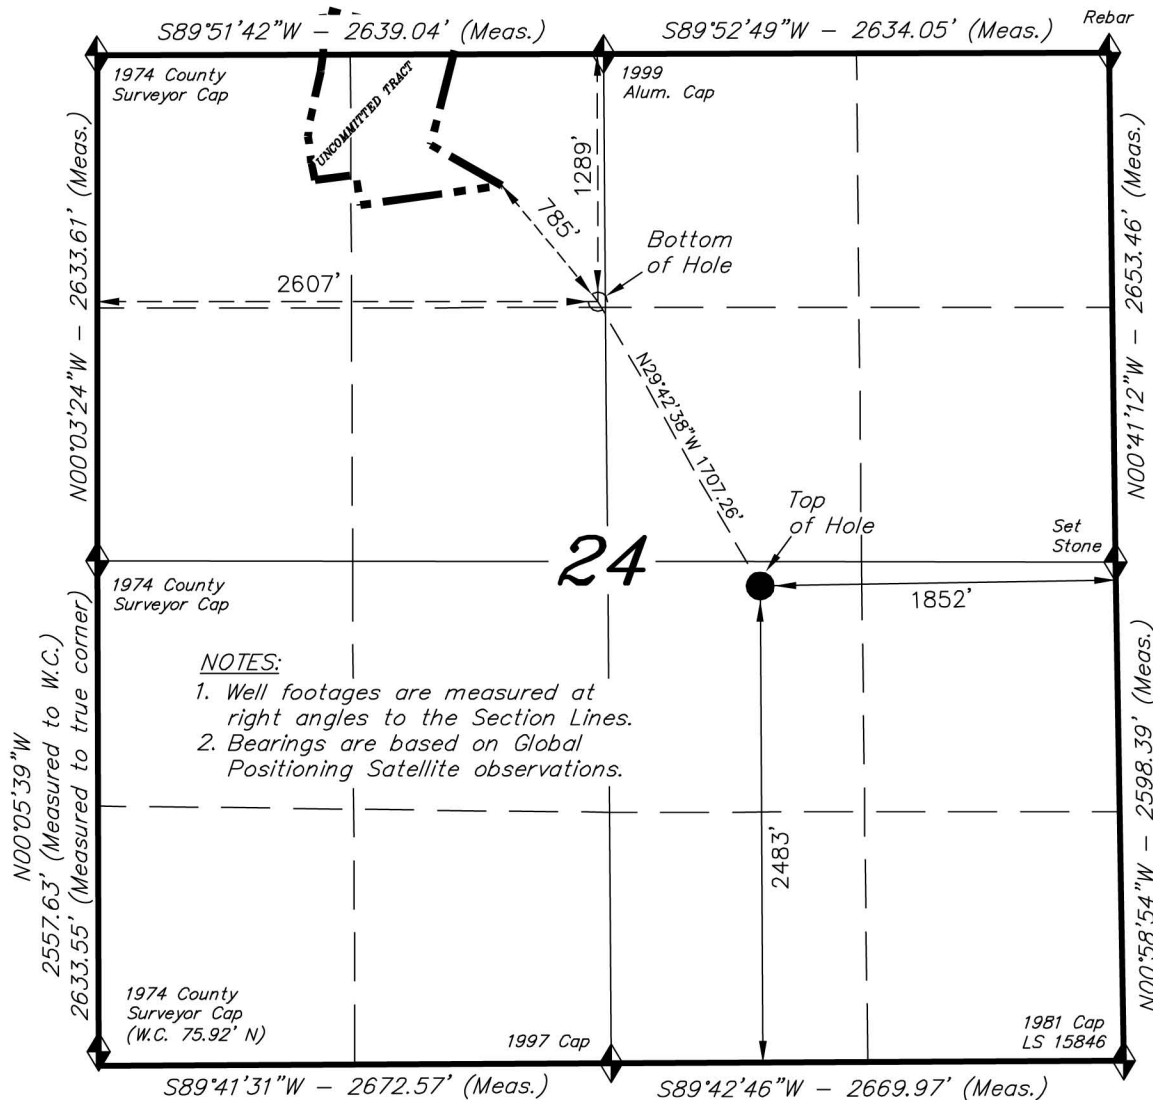 S89°51'42"W - 2639.04' (Meas.)
S89°52'49"W - 2634.05' (Meas.)
Rebar
1974 County
Surveyor Cap
UNCOMMITTED TRACT
1999
Alum. Cap
1289'
785'
Bottom
of Hole
2607'
N00°03'24"W - 2633.61' (Meas.)
N00°41'12"W - 2653.46' (Meas.)
N29°42'38"W 1707.26'
Top
of Hole
Set
Stone
24
1974 County
Surveyor Cap
1852'
NOTES:
1. Well footages are measured at
right angles to the Section Lines.
2. Bearings are based on Global
Positioning Satellite observations.
N00°05'39"W
2557.63' (Measured to W.C.)
2633.55' (Measured to true corner)
2483'
N00°58'54"W - 2598.39' (Meas.)
1974 County
Surveyor Cap
(W.C. 75.92' N)
1997 Cap
1981 Cap
LS 15846
S89°41'31"W - 2672.57' (Meas.)
S89°42'46"W - 2669.97' (Meas.)